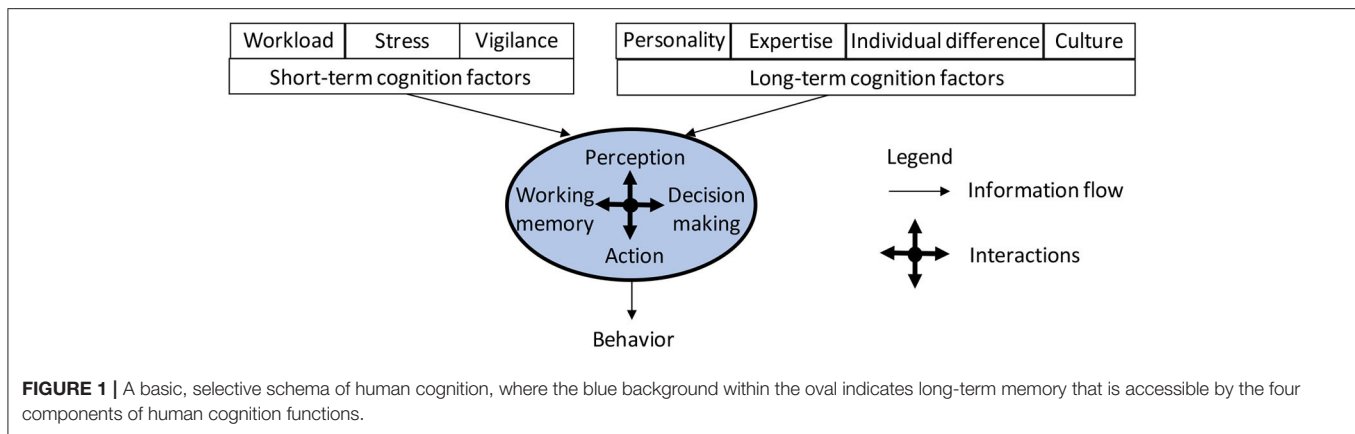 Workload Stress Vigilance
Short-term cognition factors
Personality Expertise Individual difference Culture
Long-term cognition factors
Perception
Working memory
Decision making
Action
Behavior
Legend
Information flow
Interactions
FIGURE 1 | A basic, selective schema of human cognition, where the blue background within the oval indicates long-term memory that is accessible by the four
components of human cognition functions.